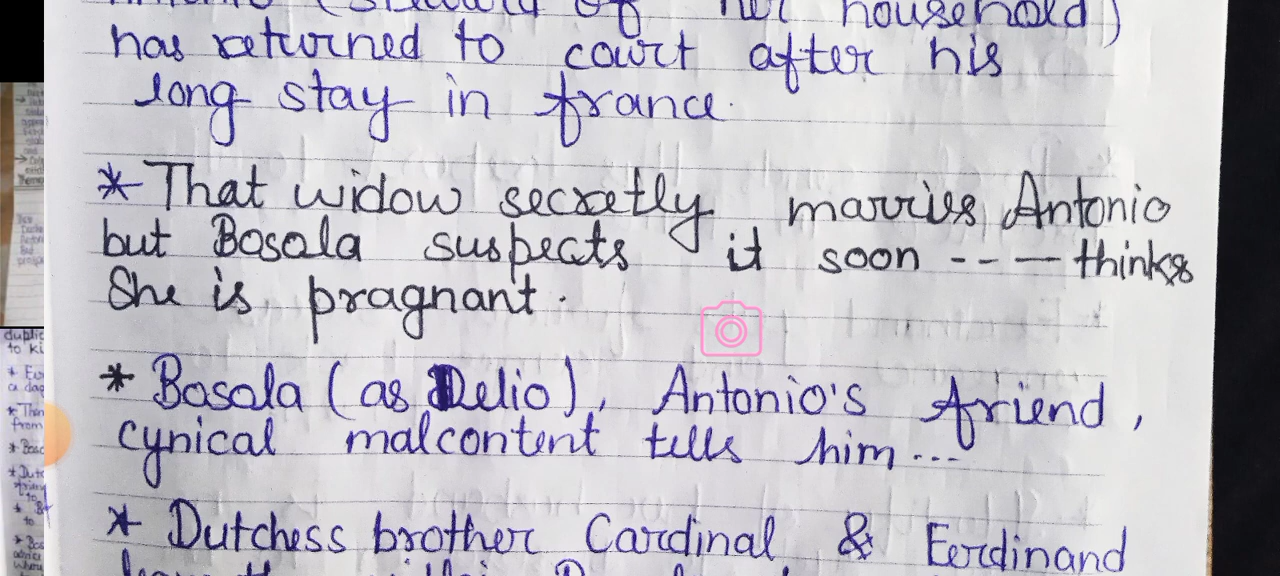 household)
has returned to court after his
long stay in france.
* That widow secretly marries Antonio
but Bosola suspects it soon - - — thinks
She is pragnant.
* Bosola (as Delio), Antonio's friend,
cynical malcontent tells him...
* Dutchess brother Cardinal & Ferdinand